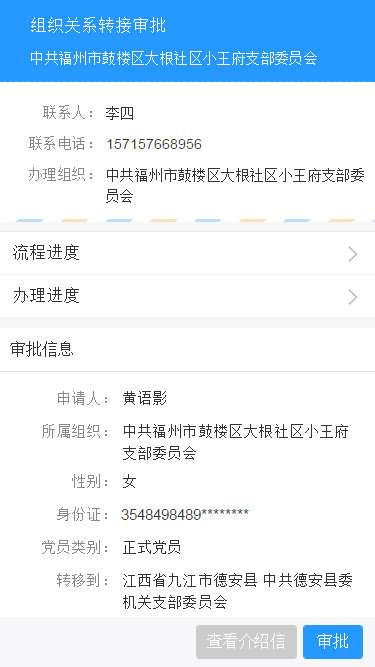 组织关系转接审批
中共福州市鼓楼区大根社区小王府支部委员会
联系人： 李四
联系电话： 157157668956
办理组织： 中共福州市鼓楼区大根社区小王府支部委
员会
流程进度
办理进度
审批信息
申请人： 黄语影
所属组织： 中共福州市鼓楼区大根社区小王府
支部委员会
性别： 女
身份证： 3548498489********
党员类别： 正式党员
转移到： 江西省九江市德安县 中共德安县委
机关支部委员会
查看介绍信 审批